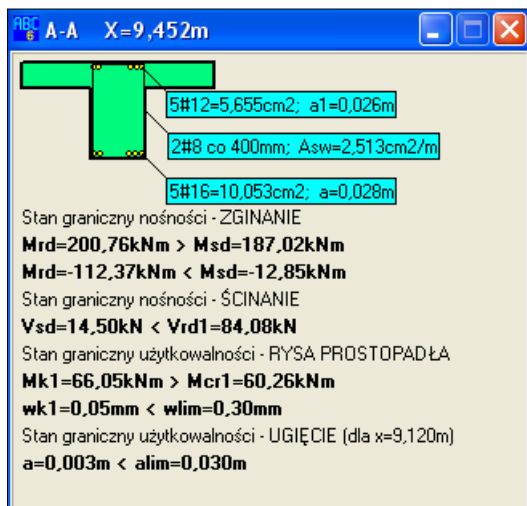 ABC
6
A-A X=9,452m
5#12=5,655cm2; a1=0,026m
2#8 co 400mm; Asw=2,513cm2/m
5#16=10,053cm2; a=0,028m
Stan graniczny nośności - ZGINANIE
Mrd=200,76kNm > Msd=187,02kNm
Mrd=-112,37kNm < Msd=-12,85kNm
Stan graniczny nośności - ŚCINANIE
Vsd=14,50kN < Vrd1=84,08kN
Stan graniczny użytkowalności - RYSA PROSTOPADŁA
Mk1=66,05kNm > Mcr1=60,26kNm
wk1=0,05mm < wlim=0,30mm
Stan graniczny użytkowalności - UGIĘCIE (dla x=9,120m)
a=0,003m < alim=0,030m